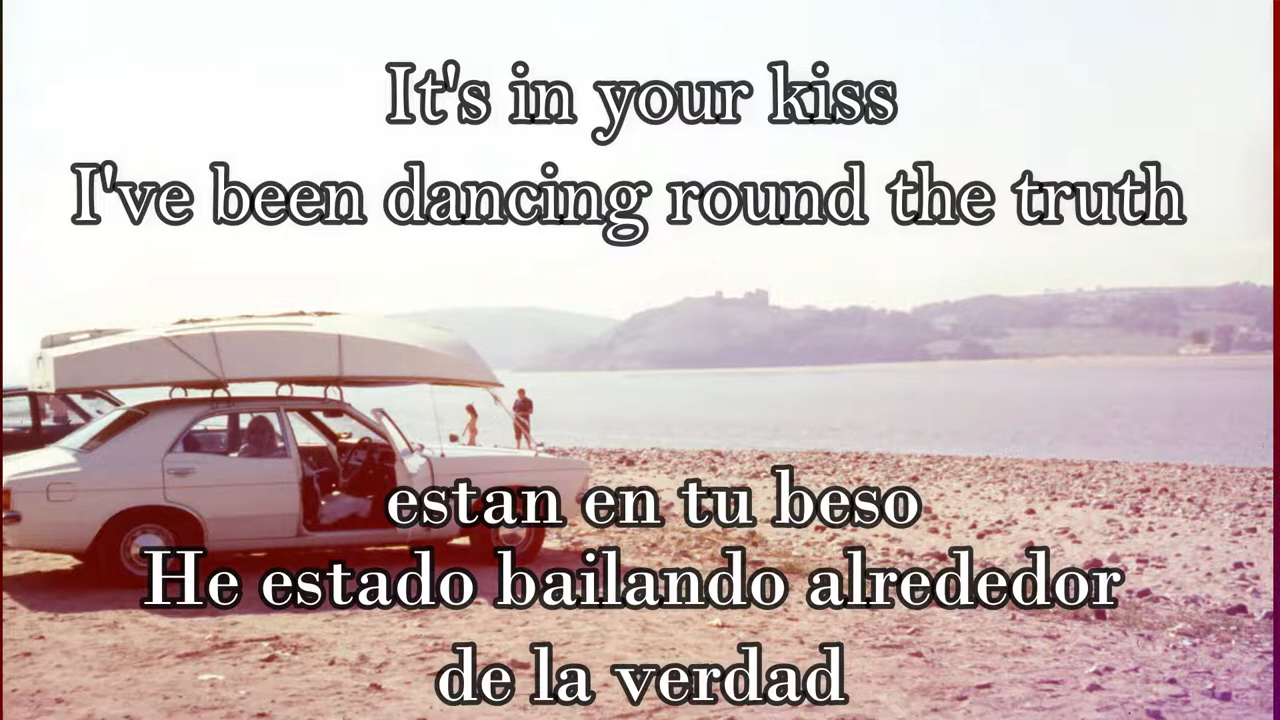 It's in your kiss
I've been dancing round the truth
estan en tu beso
He estado bailando alrededor
de la verdad